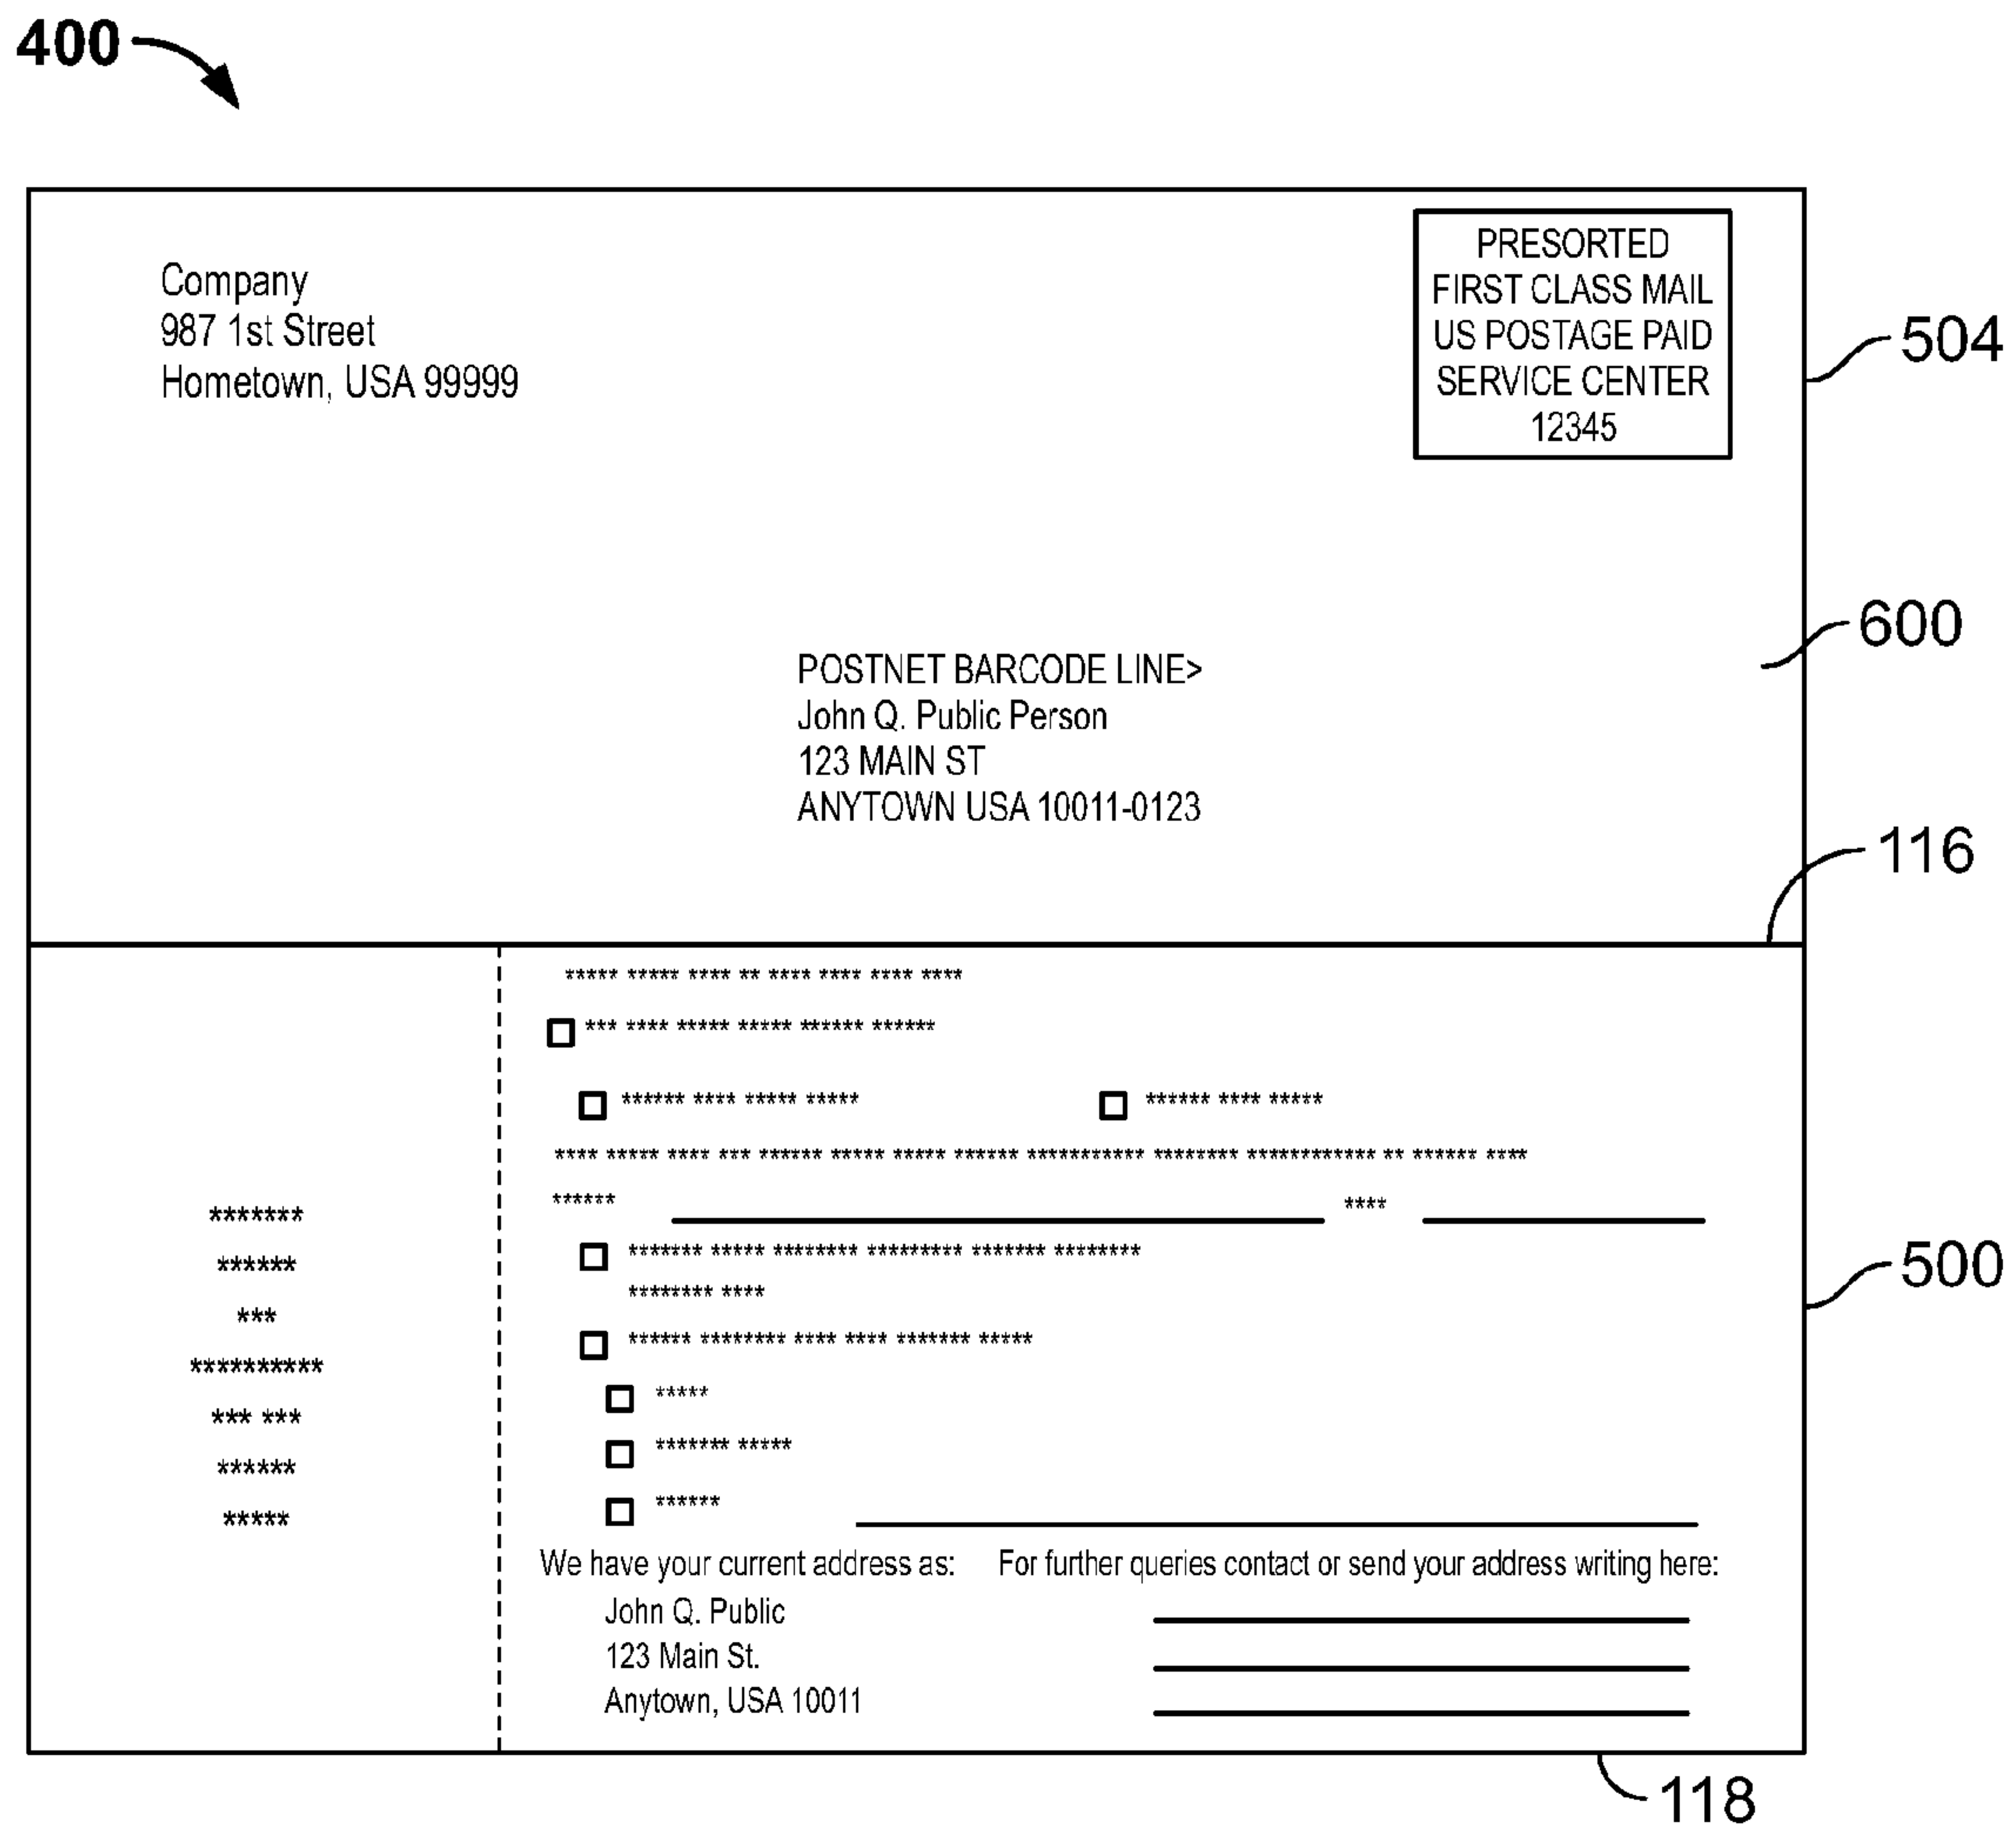 400
Company
987 1st Street
Hometown, USA 99999
PRESORTED
FIRST CLASS MAIL
US POSTAGE PAID
SERVICE CENTER
12345
504
600
POSTNET BARCODE LINE>
John Q. Public Person
123 MAIN ST
ANYTOWN USA 10011-0123
116
***** ***** **** ** **** **** **** ****
*** **** ***** ***** ****** ******
****** **** ***** *****
****** **** *****
**** ***** **** *** ****** ***** ***** ****** *********** ******** ************ ** ****** ****
****** ****
******* ***** ******** ********* ******* ********
******** ****
****** ******** **** **** ******* *****
*****
******* *****
******
*******
******
***
**********
*** ***
******
*****
500
We have your current address as:
John Q. Public
123 Main St.
Anytown, USA 10011
For further queries contact or send your address writing here:
118